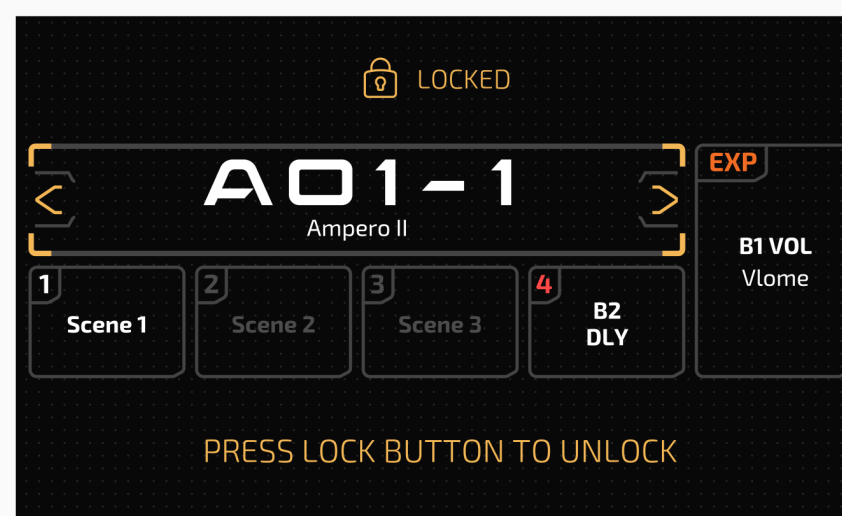 LOCKED
A01-1
Ampero II
EXP
B1 VOL
Vlome
1
Scene 1
2
Scene 2
3
Scene 3
4
B2
DLY
PRESS LOCK BUTTON TO UNLOCK